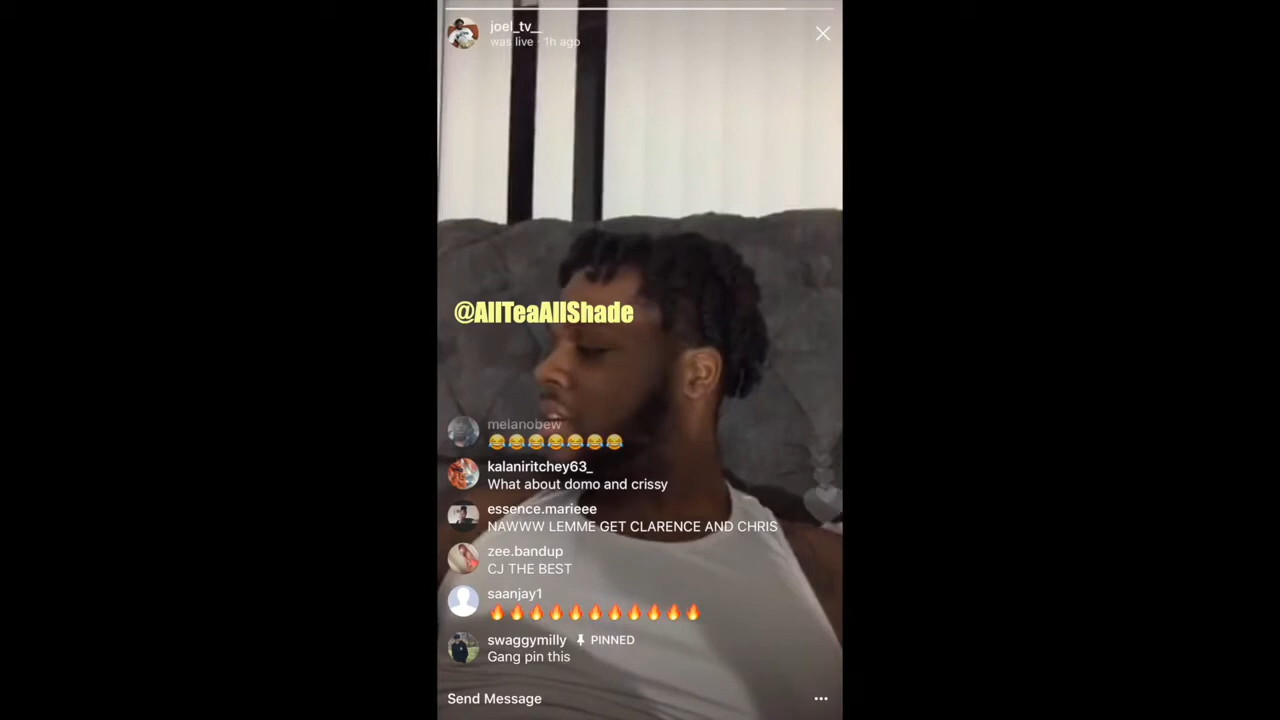 joel_tv__
was live · 1h ago
@AllTeaAllShade
melanobew
😂😂😂😂😂😂😂
kalaniritchey63_
What about domo and crissy
essence.marieee
NAWWW LEMME GET CLARENCE AND CHRIS
zee.bandup
CJ THE BEST
saanjay1
🔥🔥🔥🔥🔥🔥🔥🔥🔥🔥🔥
swaggymilly PINNED
Gang pin this
Send Message